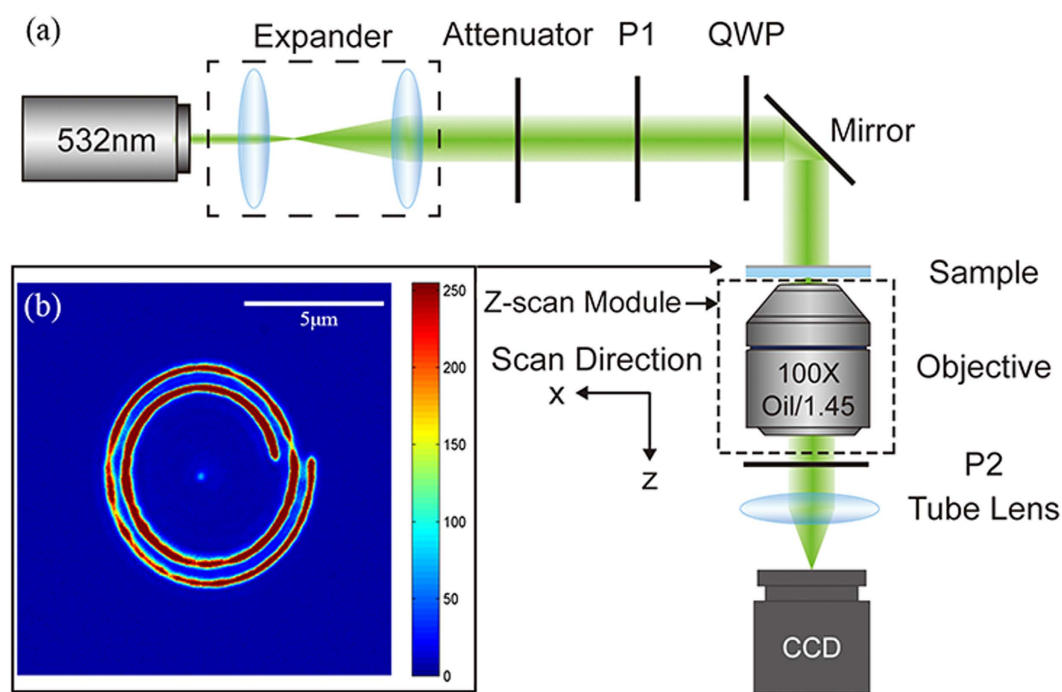 (a)
Expander
Attenuator
P1
QWP
532nm
Mirror
Sample
(b)
5μm
250
200
150
100
50
0
Z-scan Module
Scan Direction
x
z
Objective
100X
Oil/1.45
P2
Tube Lens
CCD